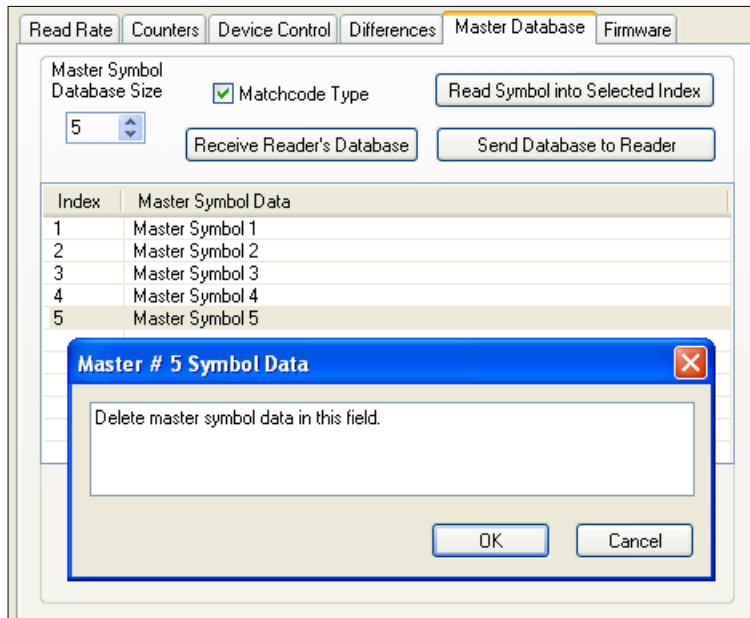 Read Rate Counters Device Control Differences Master Database Firmware
Master Symbol
Database Size
Matchcode Type
Read Symbol into Selected Index
5
Receive Reader's Database
Send Database to Reader
Index Master Symbol Data
1 Master Symbol 1
2 Master Symbol 2
3 Master Symbol 3
4 Master Symbol 4
5 Master Symbol 5
Master # 5 Symbol Data
Delete master symbol data in this field.
OK Cancel